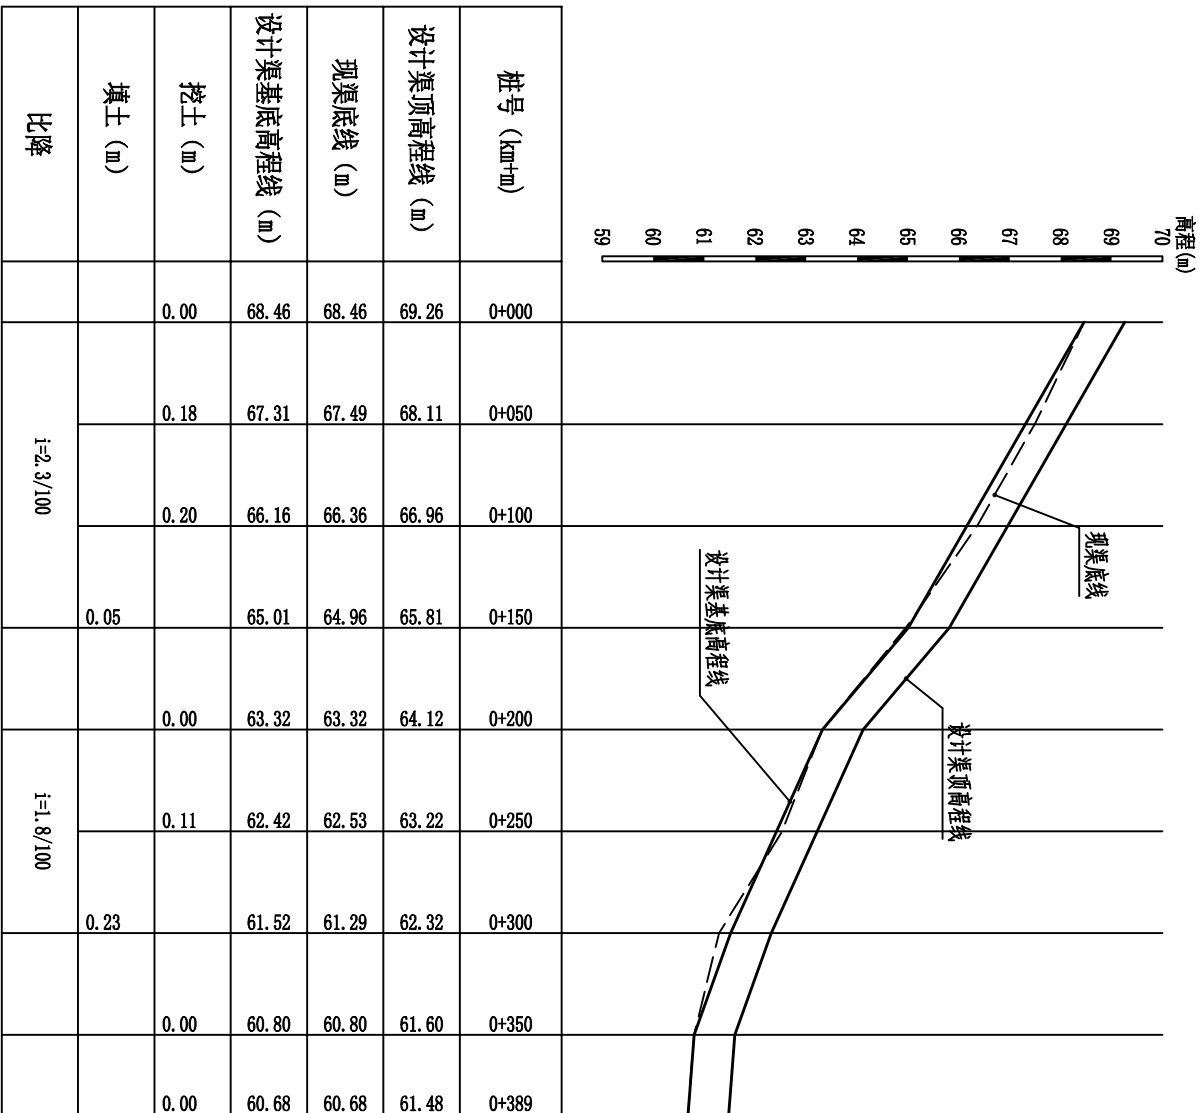 高程(m)
70
69
68
67
66
65
64
63
62
61
60
59
现渠底线
设计渠顶高程线
设计渠基底高程线
桩号（km+m） 0+000 0+050 0+100 0+150 0+200 0+250 0+300 0+350 0+389
设计渠顶高程线（m） 69.26 68.11 66.96 65.81 64.12 63.22 62.32 61.60 61.48
现渠底线（m） 68.46 67.49 66.36 64.96 63.32 62.53 61.29 60.80 60.68
设计渠基底高程线（m） 68.46 67.31 66.16 65.01 63.32 62.42 61.52 60.80 60.68
挖土（m） 0.00 0.18 0.20 0.00 0.11 0.00 0.00
填土（m） 0.05 0.23
比降 i=2.3/100 i=1.8/100